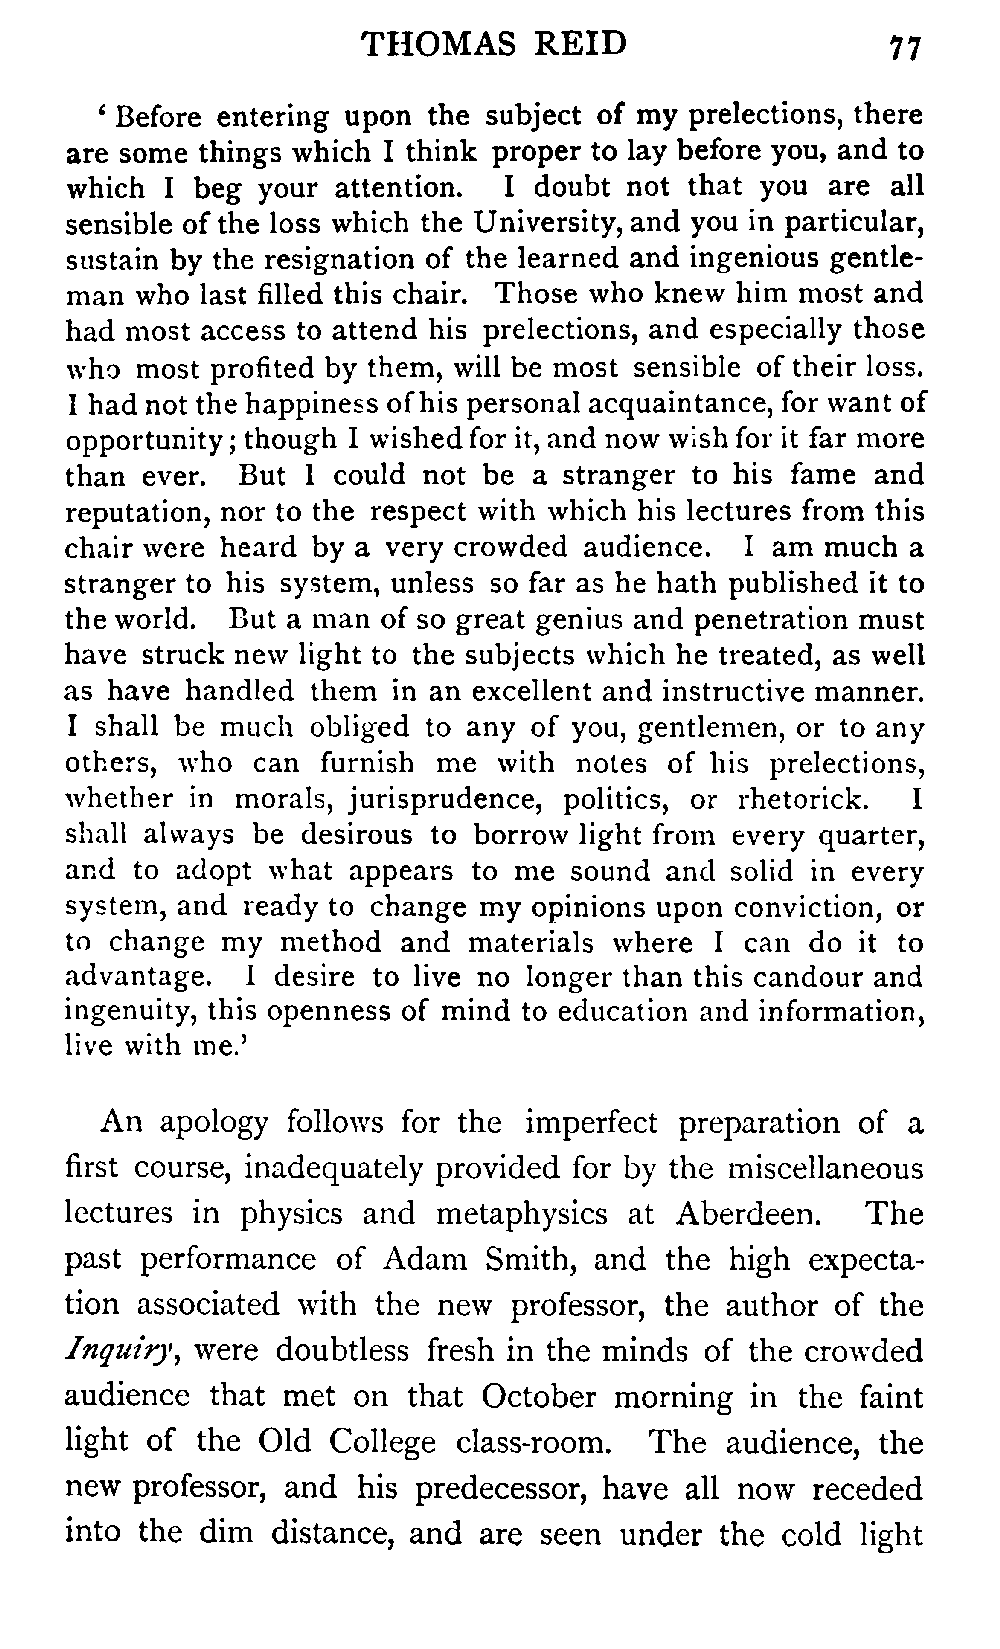 THOMAS REID 77
‘ Before entering upon the subject of my prelections, there
are some things which I think proper to lay before you, and to
which I beg your attention. I doubt not that you are all
sensible of the loss which the University, and you in particular,
sustain by the resignation of the learned and ingenious gentle-
man who last filled this chair. Those who knew him most and
had most access to attend his prelections, and especially those
who most profited by them, will be most sensible of their loss.
I had not the happiness of his personal acquaintance, for want of
opportunity; though I wished for it, and now wish for it far more
than ever. But I could not be a stranger to his fame and
reputation, nor to the respect with which his lectures from this
chair were heard by a very crowded audience. I am much a
stranger to his system, unless so far as he hath published it to
the world. But a man of so great genius and penetration must
have struck new light to the subjects which he treated, as well
as have handled them in an excellent and instructive manner.
I shall be much obliged to any of you, gentlemen, or to any
others, who can furnish me with notes of his prelections,
whether in morals, jurisprudence, politics, or rhetorick. I
shall always be desirous to borrow light from every quarter,
and to adopt what appears to me sound and solid in every
system, and ready to change my opinions upon conviction, or
to change my method and materials where I can do it to
advantage. I desire to live no longer than this candour and
ingenuity, this openness of mind to education and information,
live with me.’
An apology follows for the imperfect preparation of a
first course, inadequately provided for by the miscellaneous
lectures in physics and metaphysics at Aberdeen. The
past performance of Adam Smith, and the high expecta-
tion associated with the new professor, the author of the
Inquiry, were doubtless fresh in the minds of the crowded
audience that met on that October morning in the faint
light of the Old College class-room. The audience, the
new professor, and his predecessor, have all now receded
into the dim distance, and are seen under the cold light